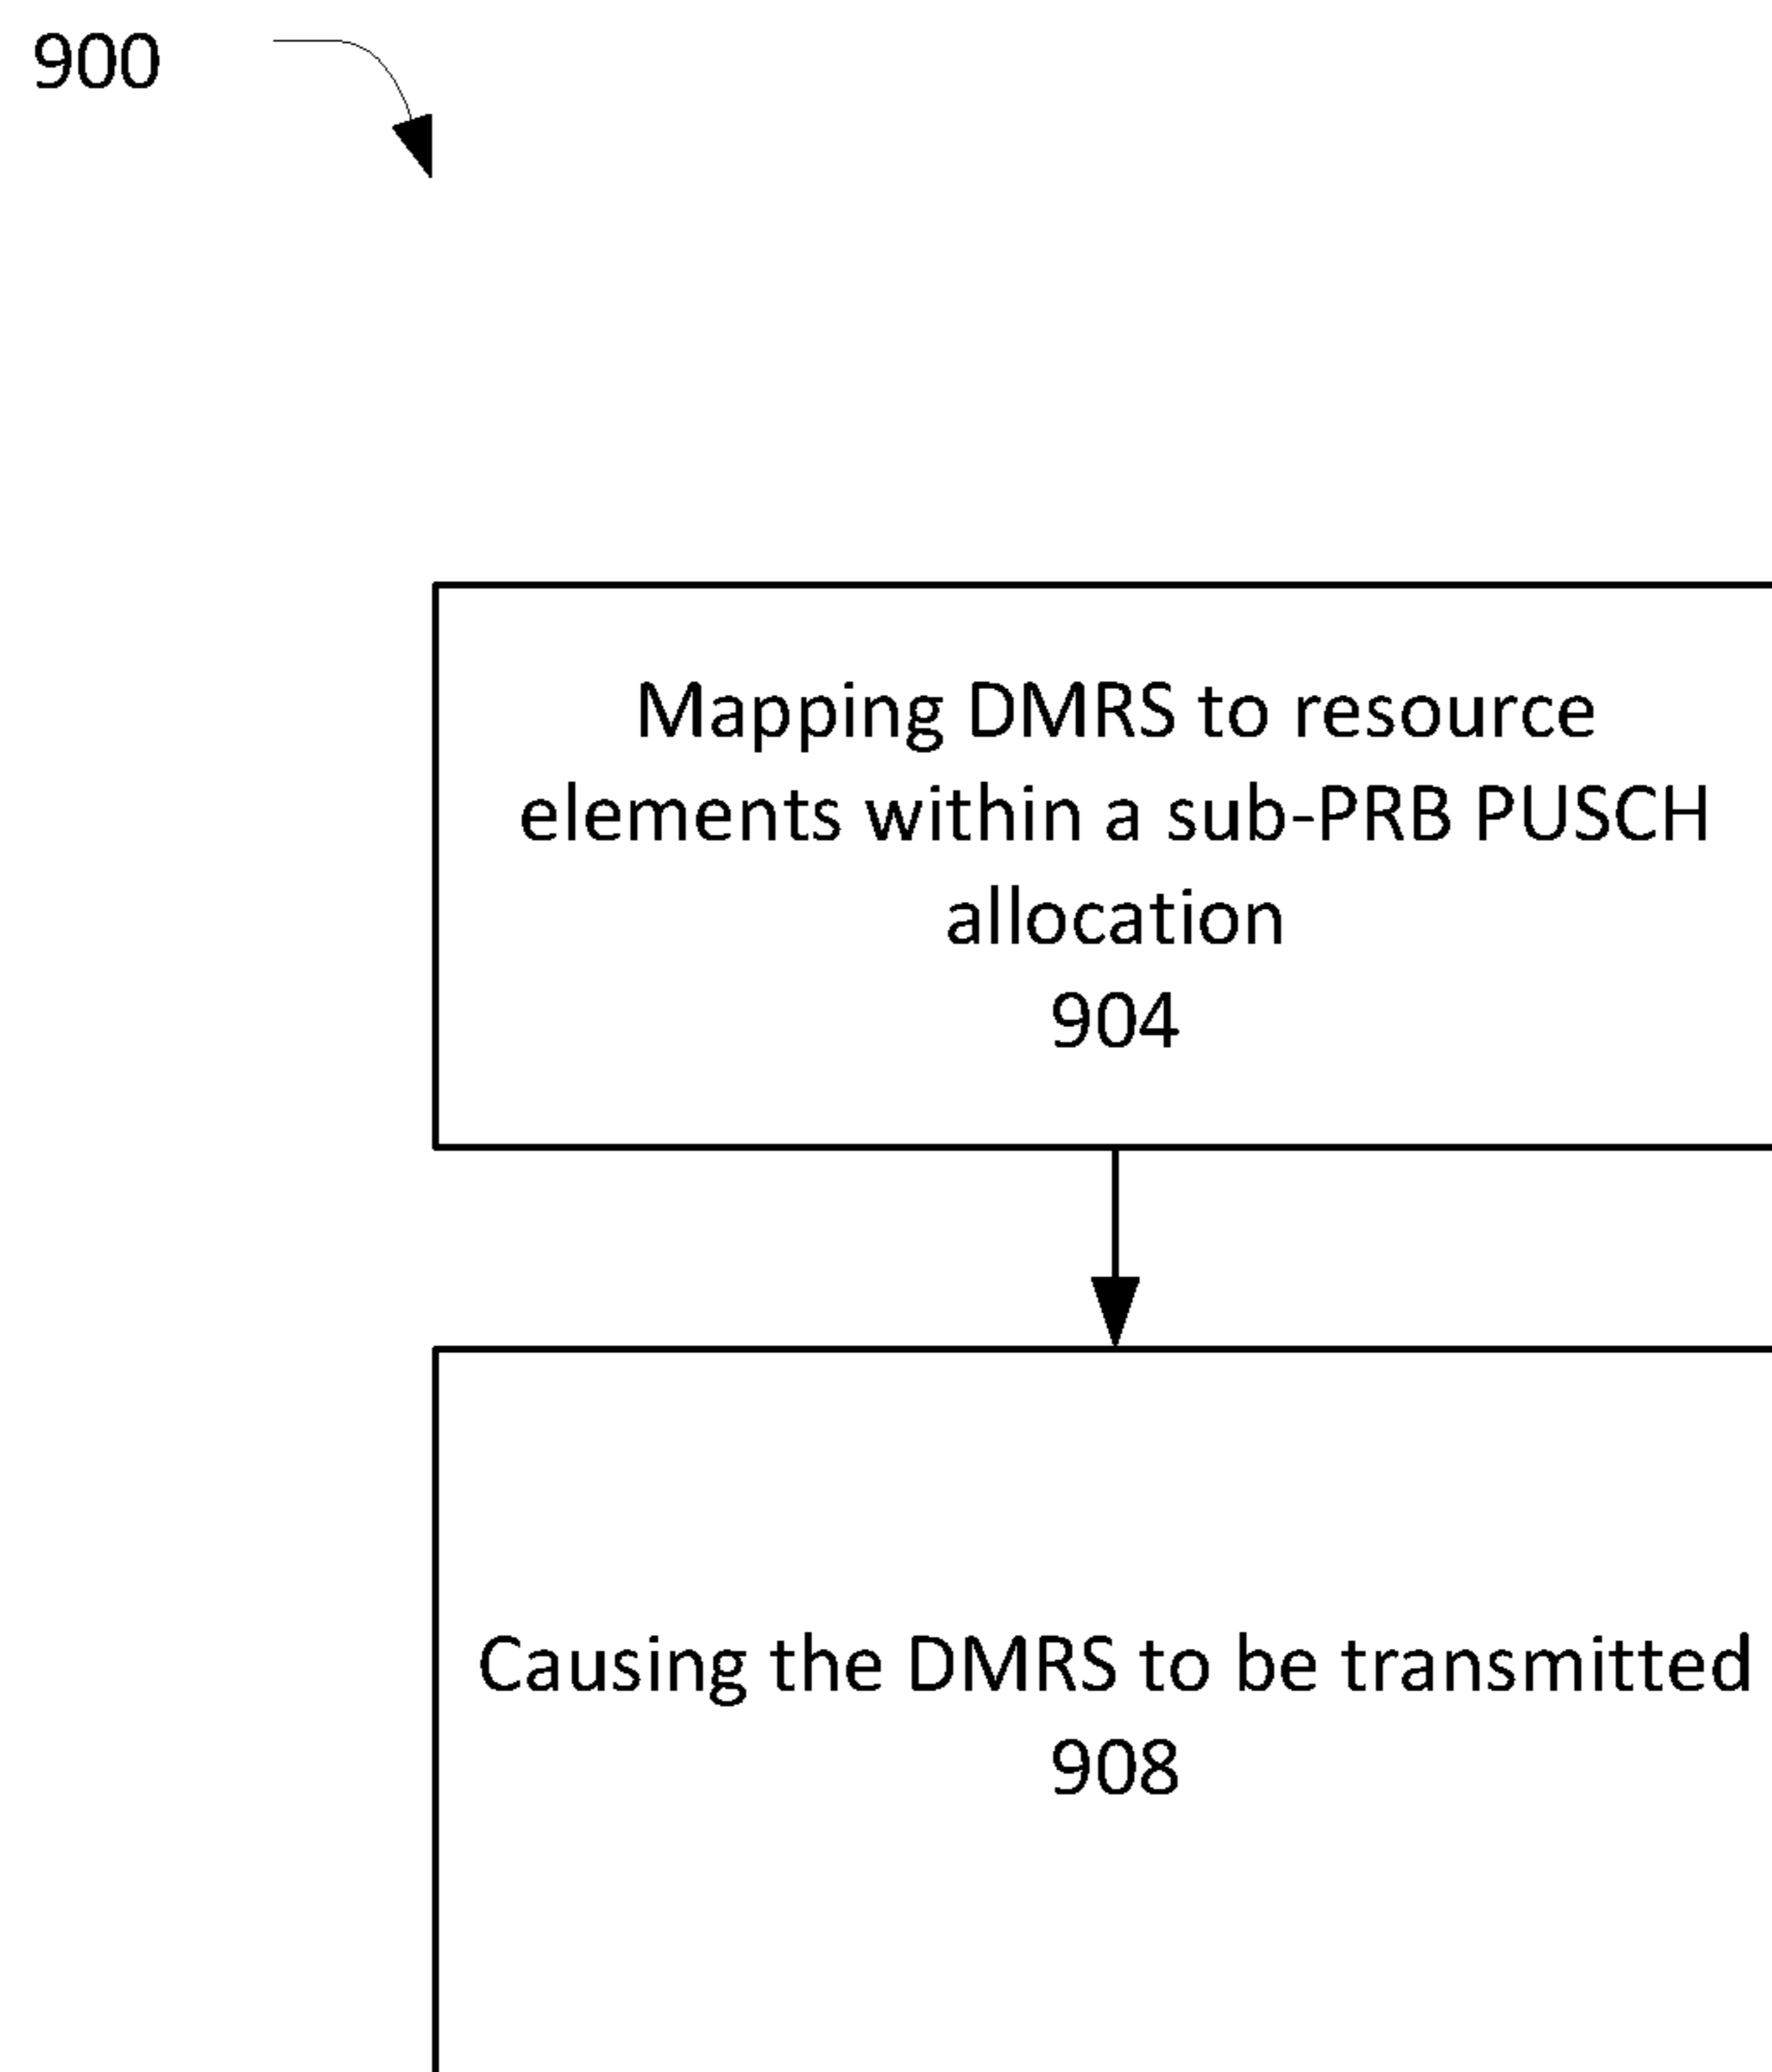 900
Mapping DMRS to resource
elements within a sub-PRB PUSCH
allocation
904
Causing the DMRS to be transmitted
908